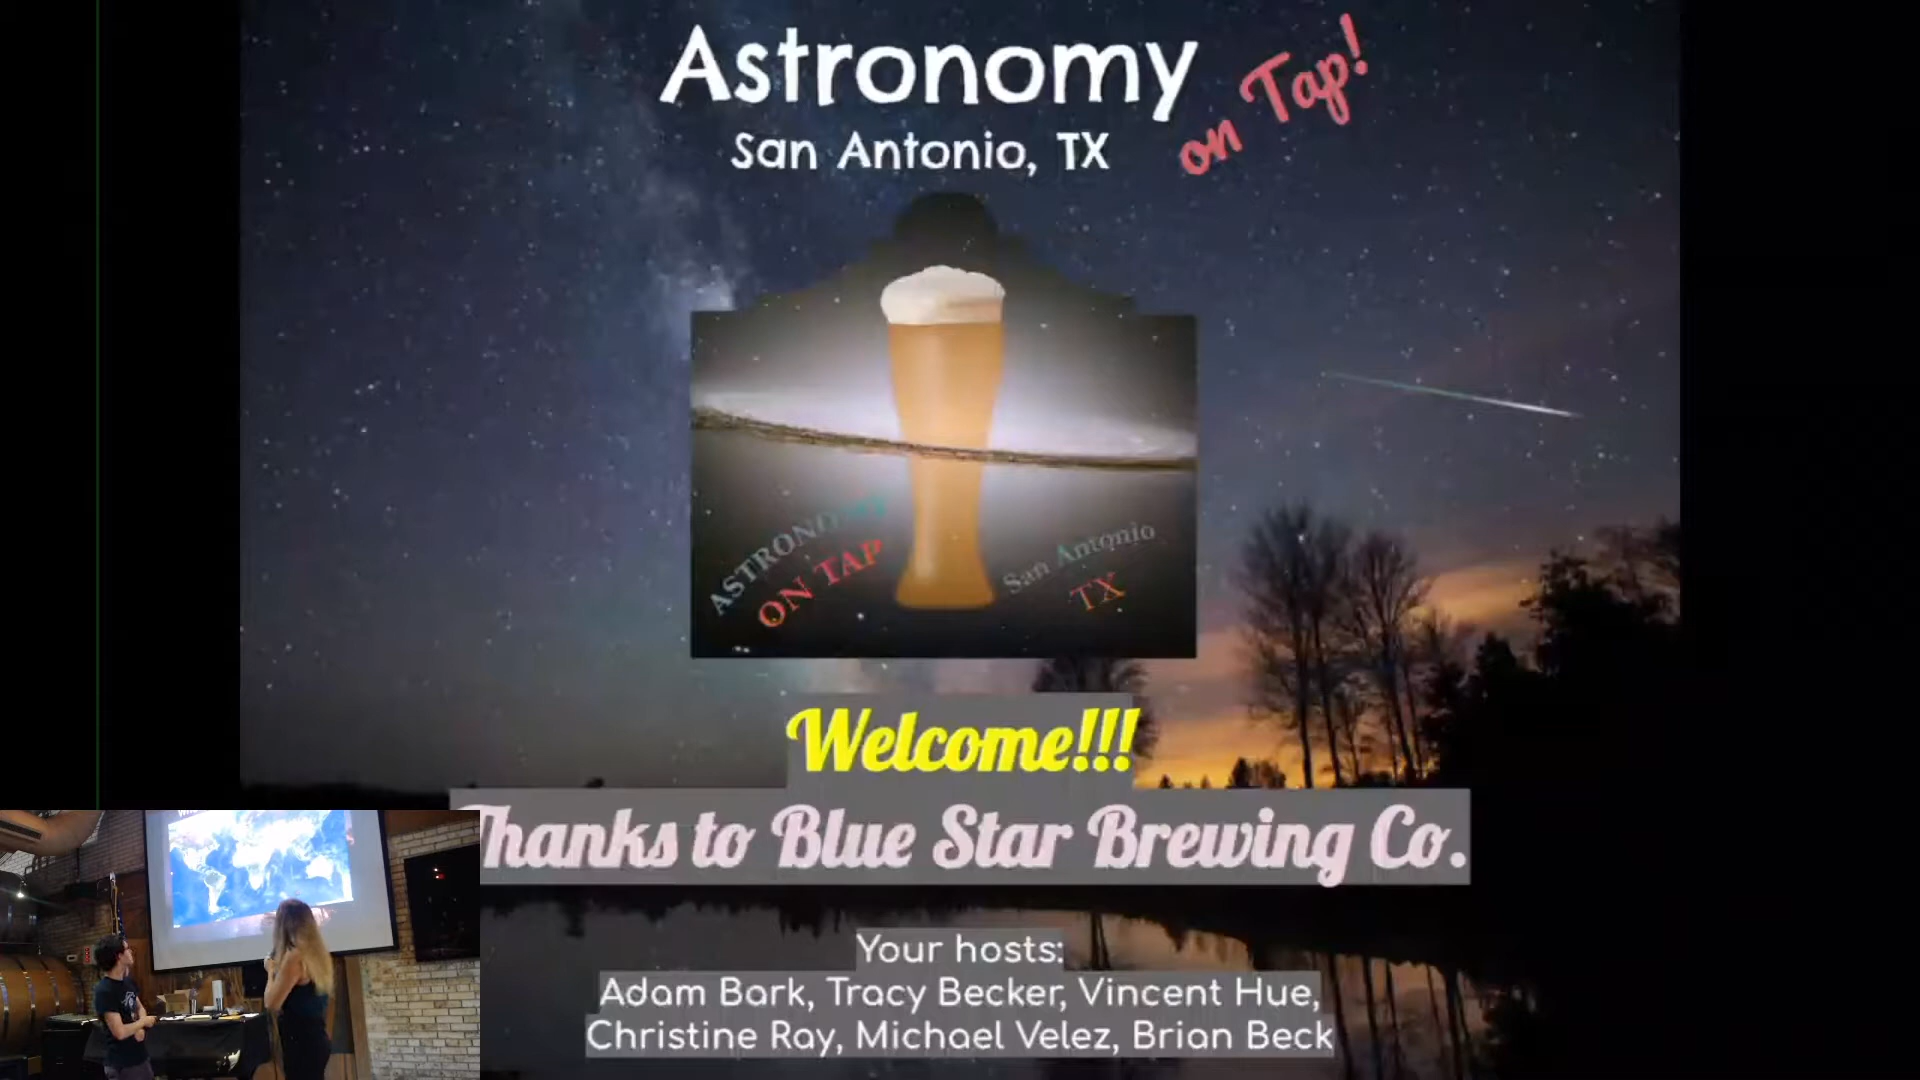 Astronomy
on Tap!
San Antonio, TX
ASTRONOMY
ON TAP
San Antonio
TX
Welcome!!!
Thanks to Blue Star Brewing Co.
Your hosts:
Adam Bark, Tracy Becker, Vincent Hue,
Christine Ray, Michael Velez, Brian Beck